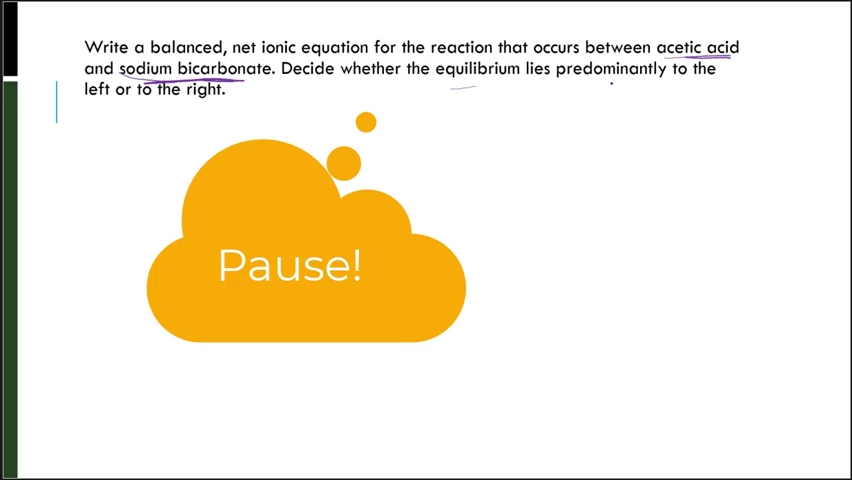 Write a balanced, net ionic equation for the reaction that occurs between acetic acid
and sodium bicarbonate. Decide whether the equilibrium lies predominantly to the
left or to the right.
Pause!